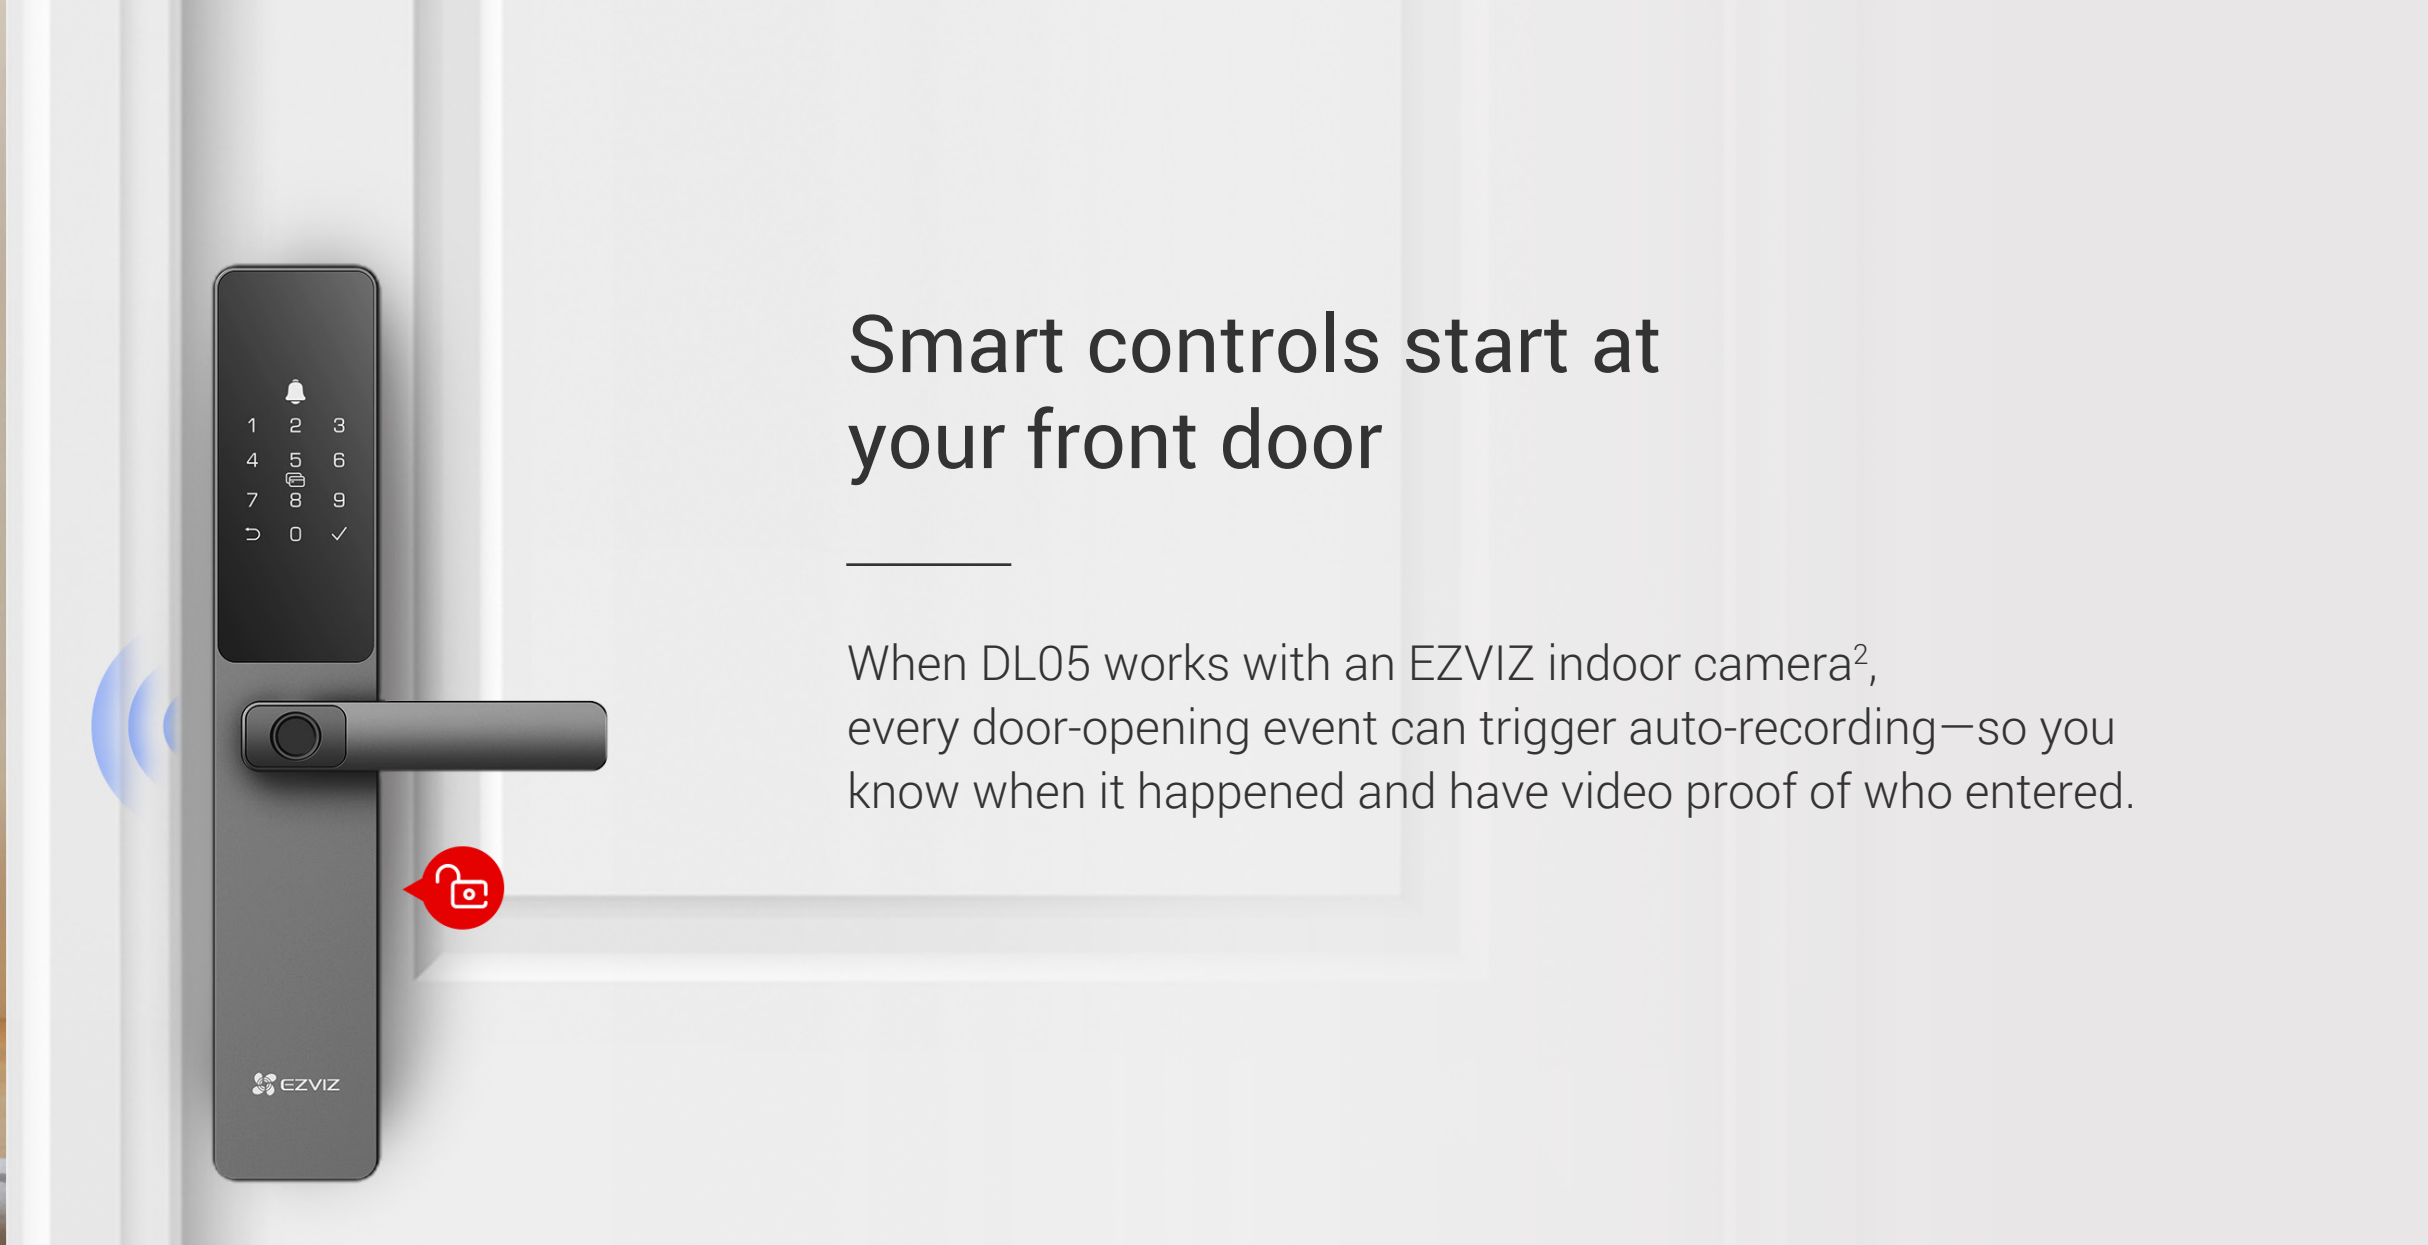 1 2 3
4 5 6
7 8 9
0
EZVIZ
Smart controls start at
your front door
When DL05 works with an EZVIZ indoor camera²,
every door-opening event can trigger auto-recording—so you
know when it happened and have video proof of who entered.